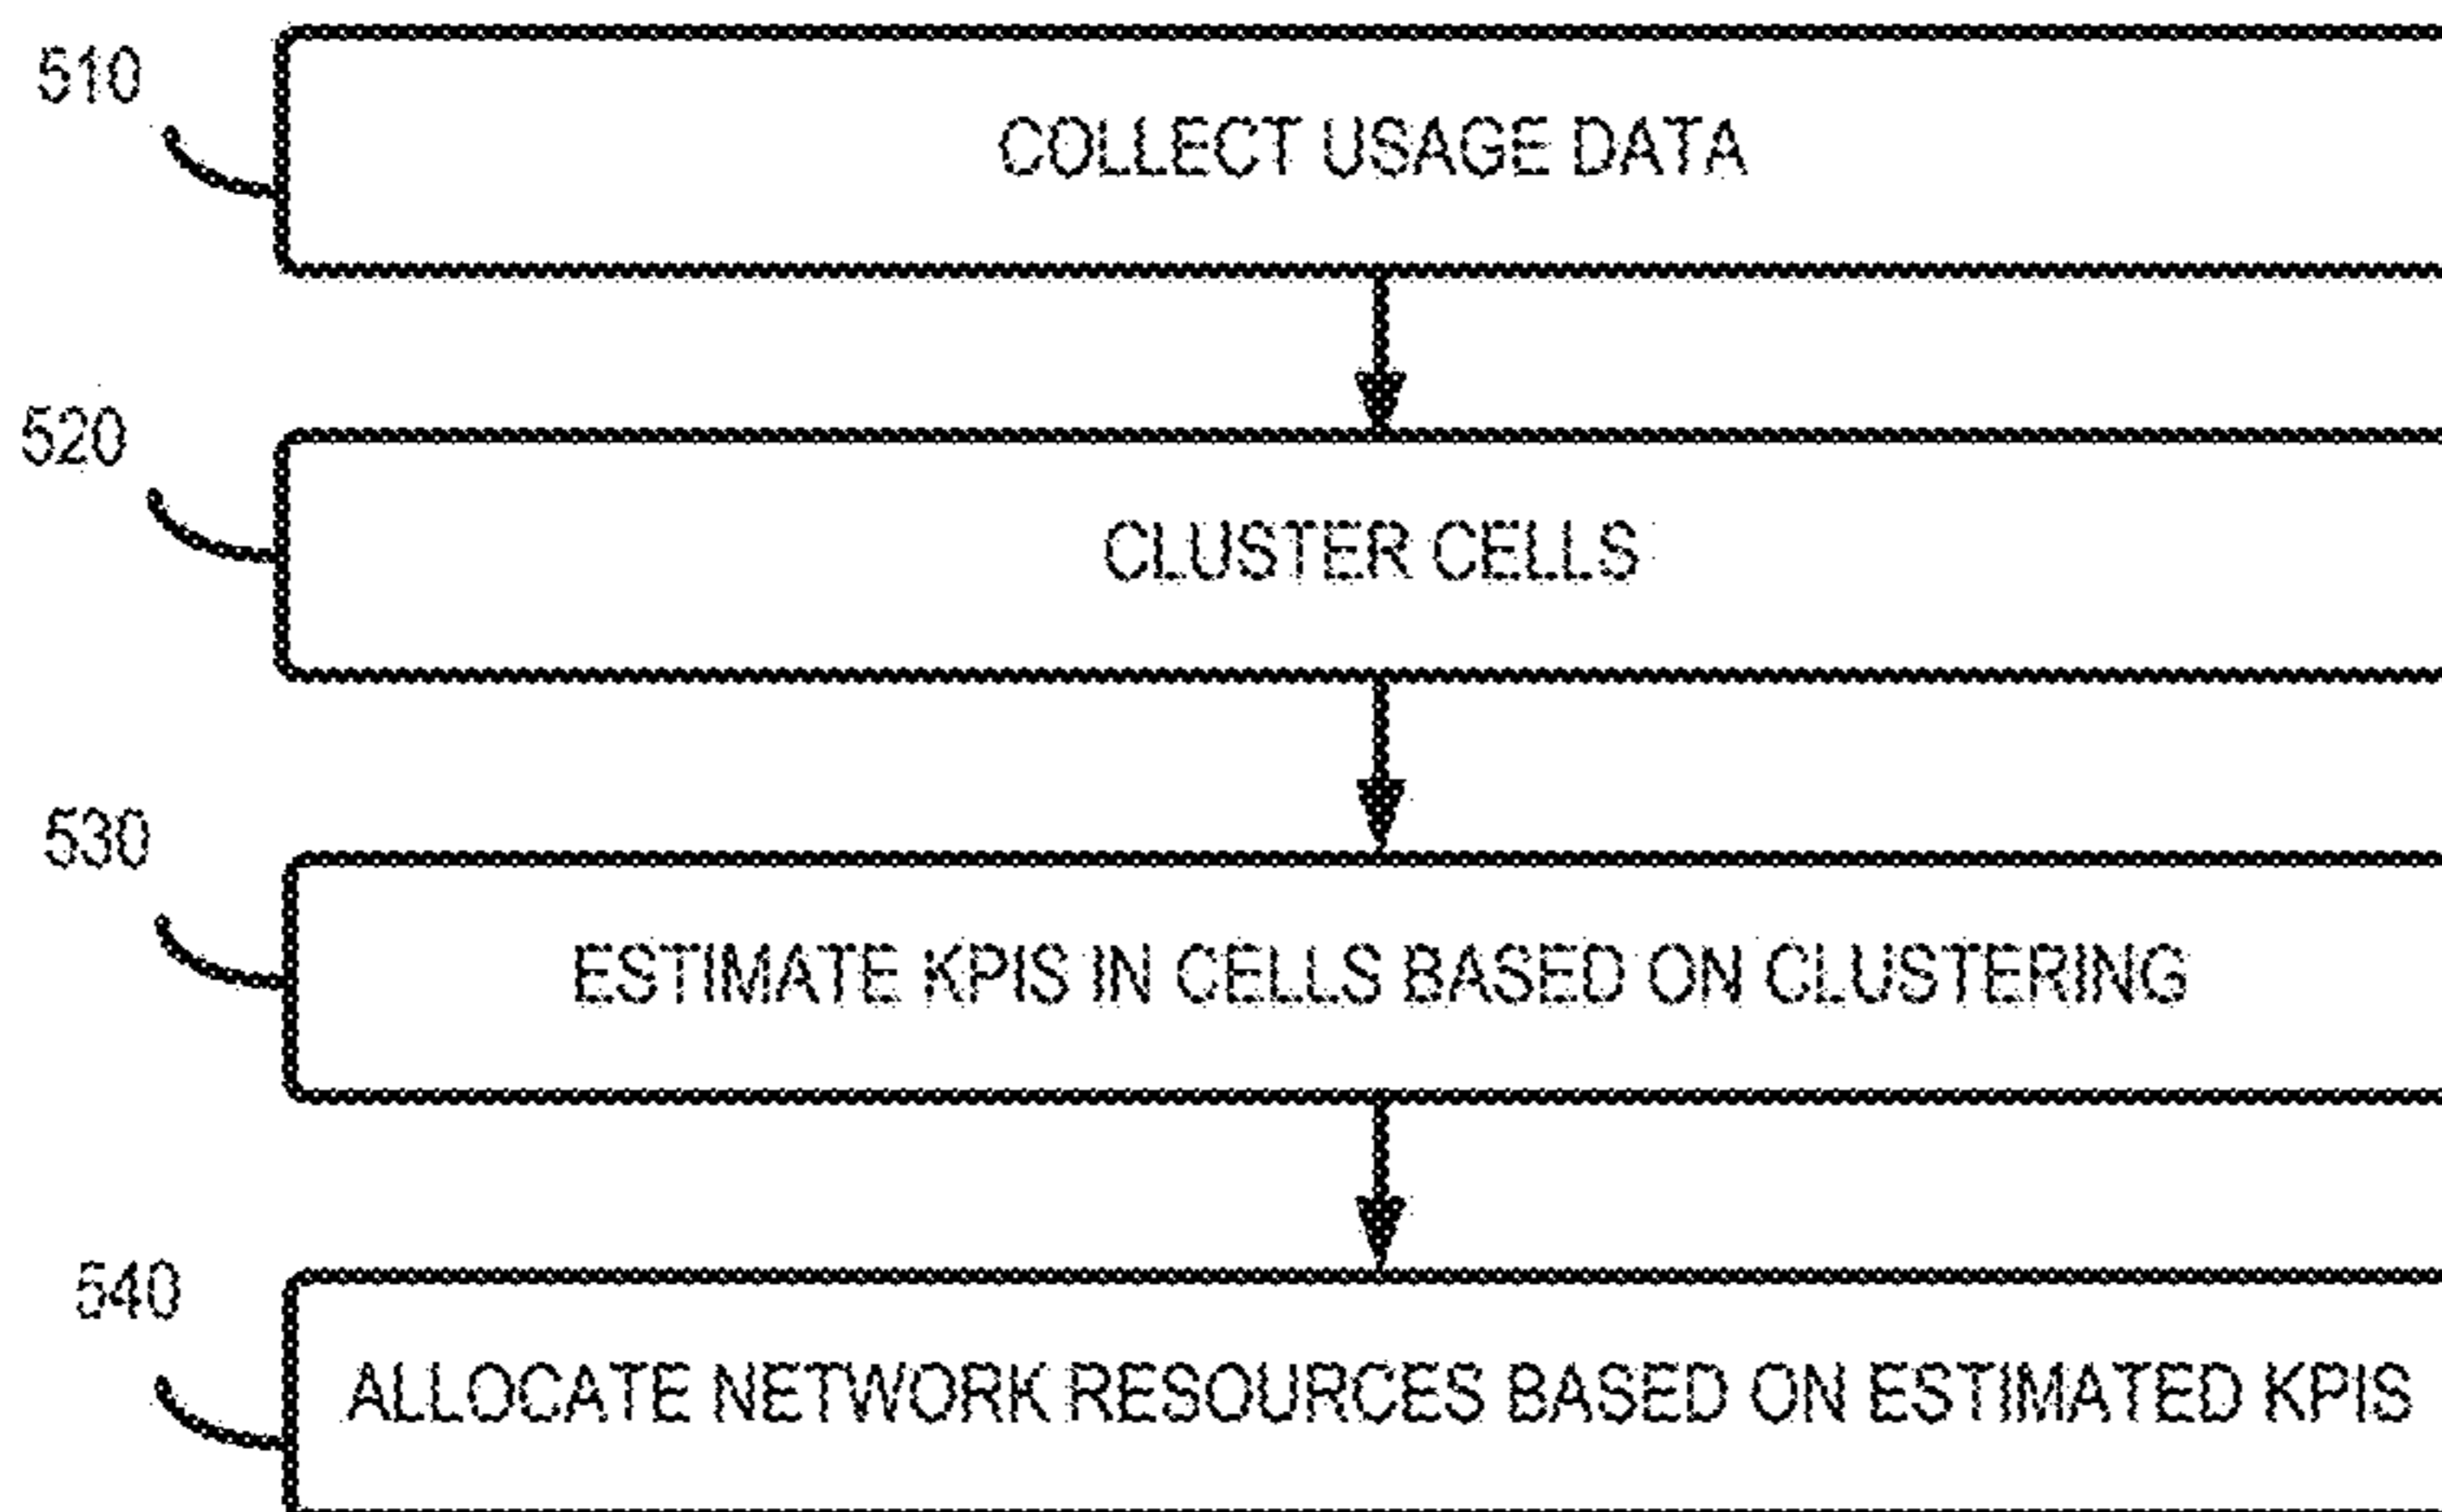 510
COLLECT USAGE DATA
520
CLUSTER CELLS
530
ESTIMATE KPIS IN CELLS BASED ON CLUSTERING
540
ALLOCATE NETWORK RESOURCES BASED ON ESTIMATED KPIS